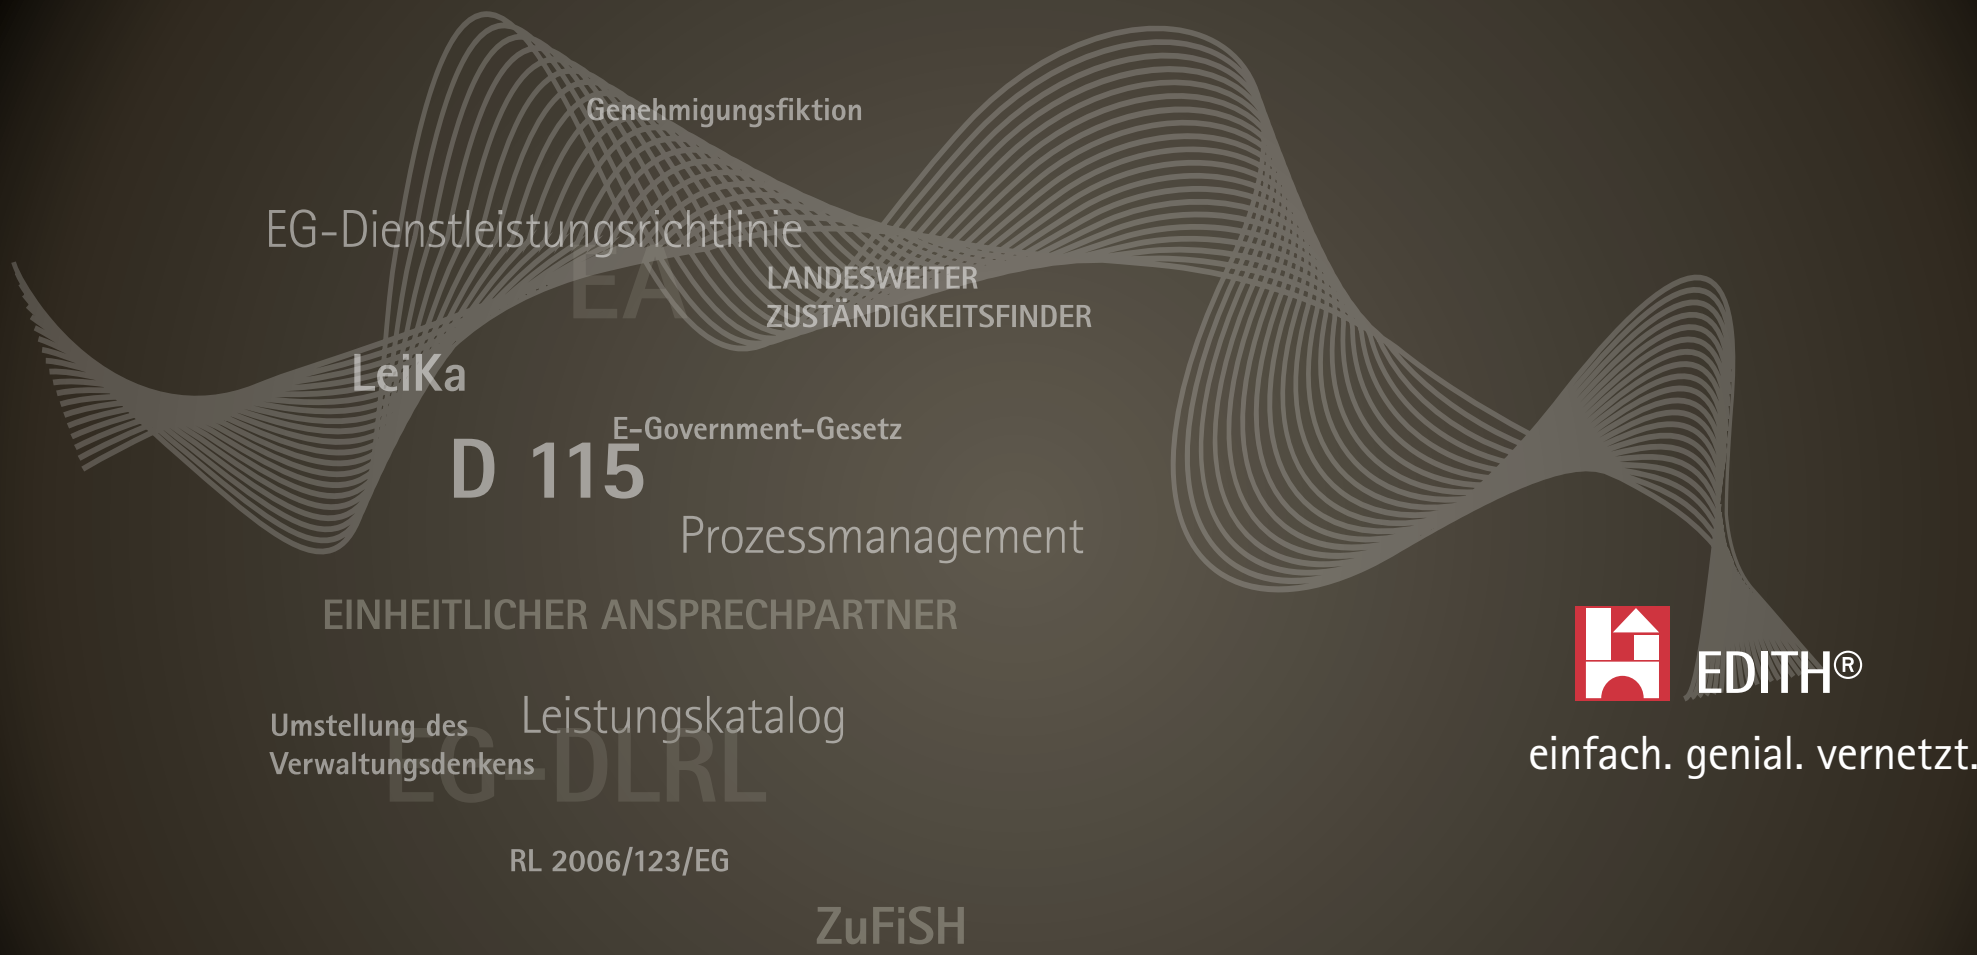 Genehmigungsfiktion
EG-Dienstleistungsrichtlinie
EA
LANDESWEITER
ZUSTÄNDIGKEITSFINDER
LeiKa
E-Government-Gesetz
D 115
Prozessmanagement
EINHEITLICHER ANSPRECHPARTNER
EDITH®
einfach. genial. vernetzt.
Leistungskatalog
Umstellung des
Verwaltungsdenkens
EG-DLRL
RL 2006/123/EG
ZuFiSH